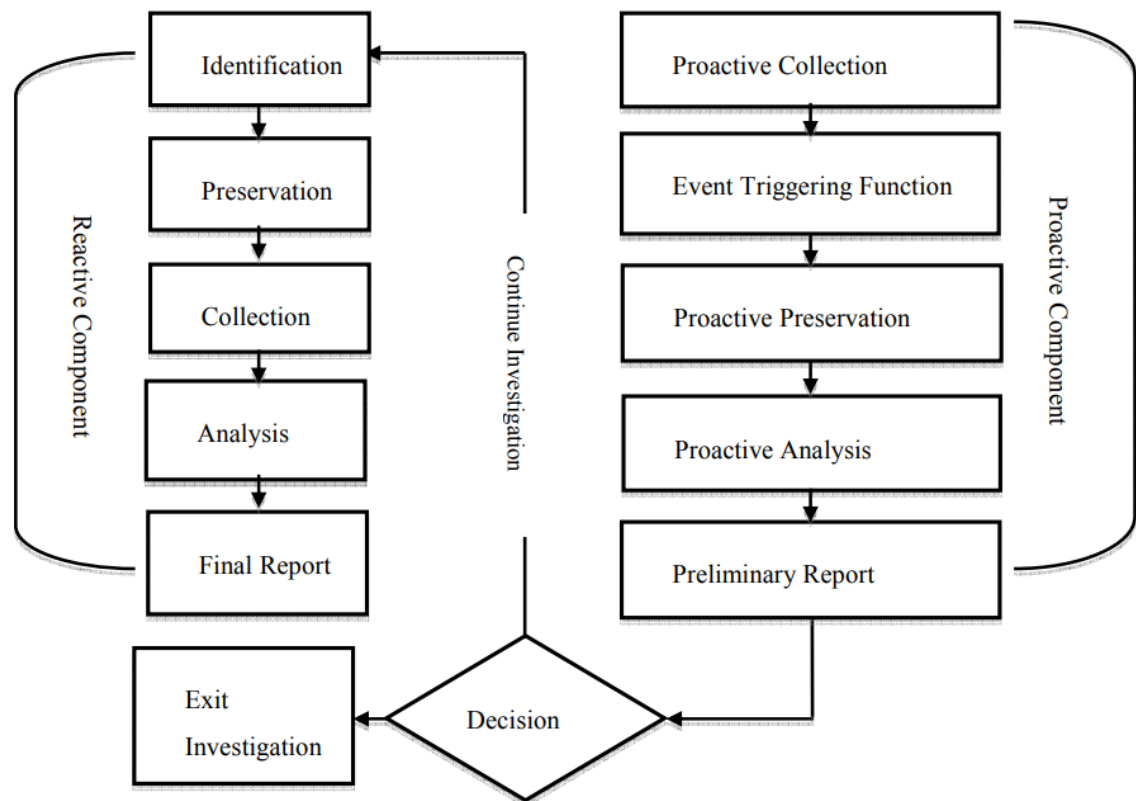 Identification
Preservation
Collection
Analysis
Final Report
Reactive Component
Exit
Investigation
Continue Investigation
Decision
Proactive Collection
Event Triggering Function
Proactive Preservation
Proactive Analysis
Preliminary Report
Proactive Component